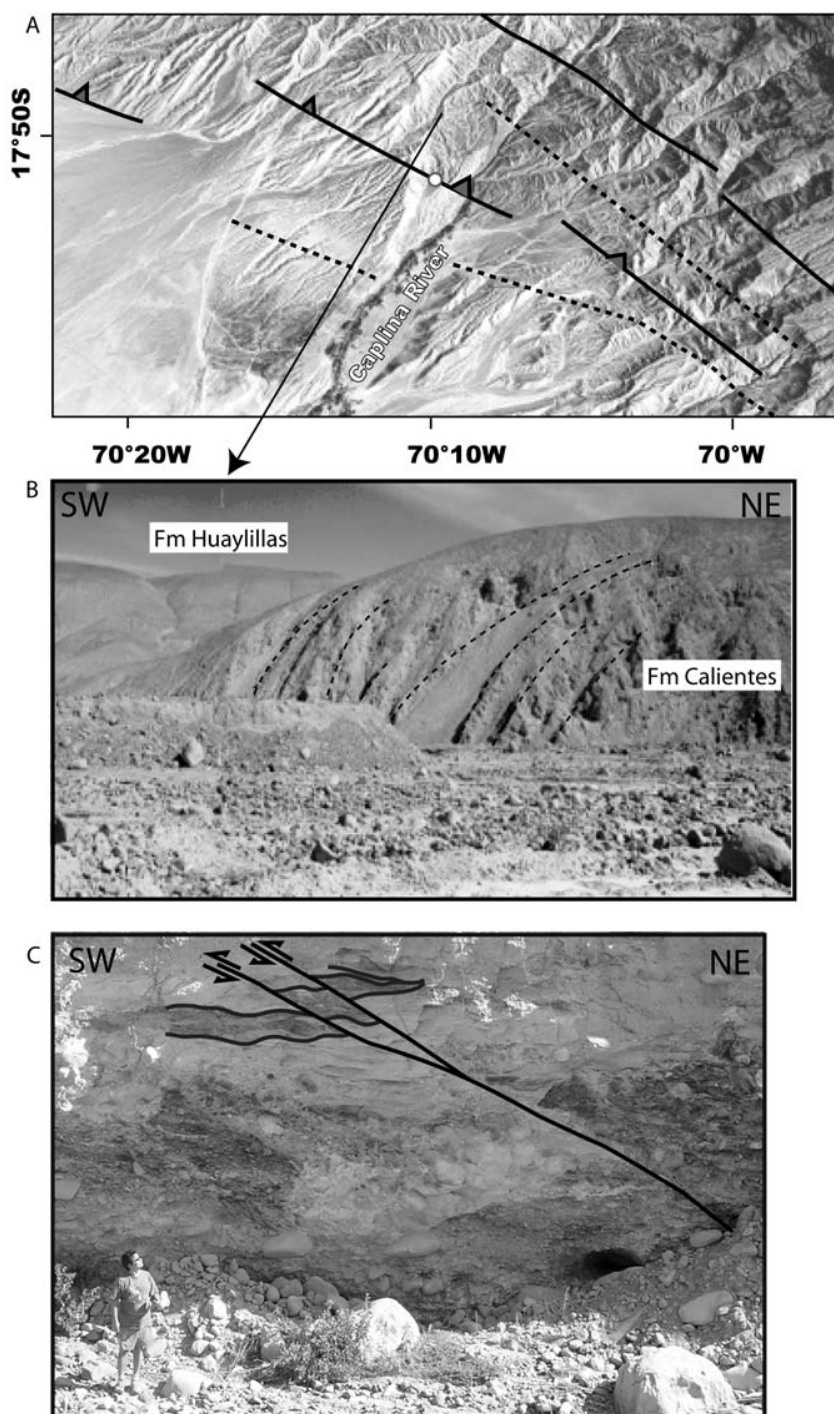 A
17°50S
Caplina River
70°20W
70°10W
70°W
B
SW
NE
Fm Huaylillas
Fm Calientes
C
SW
NE